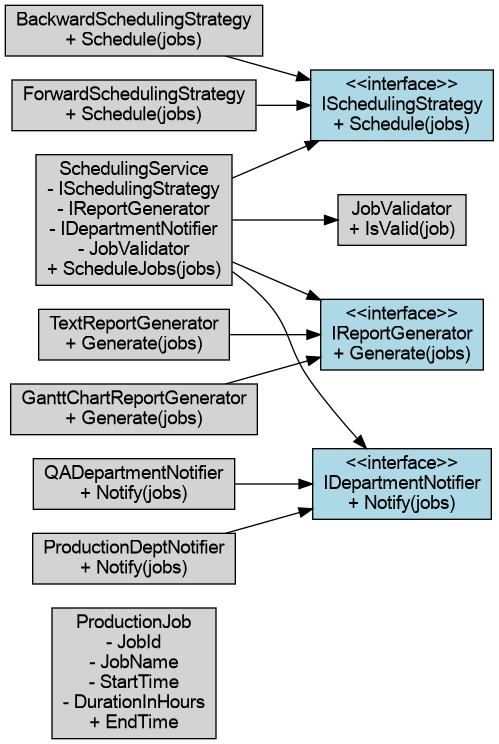 BackwardSchedulingStrategy
+ Schedule(jobs)
ForwardSchedulingStrategy
+ Schedule(jobs)
<<interface>>
ISchedulingStrategy
+ Schedule(jobs)
SchedulingService
- ISchedulingStrategy
- IReportGenerator
- IDepartmentNotifier
- JobValidator
+ ScheduleJobs(jobs)
JobValidator
+ IsValid(job)
TextReportGenerator
+ Generate(jobs)
<<interface>>
IReportGenerator
+ Generate(jobs)
GanttChartReportGenerator
+ Generate(jobs)
QADepartmentNotifier
+ Notify(jobs)
<<interface>>
IDepartmentNotifier
+ Notify(jobs)
ProductionDeptNotifier
+ Notify(jobs)
ProductionJob
- JobId
- JobName
- StartTime
- DurationInHours
+ EndTime